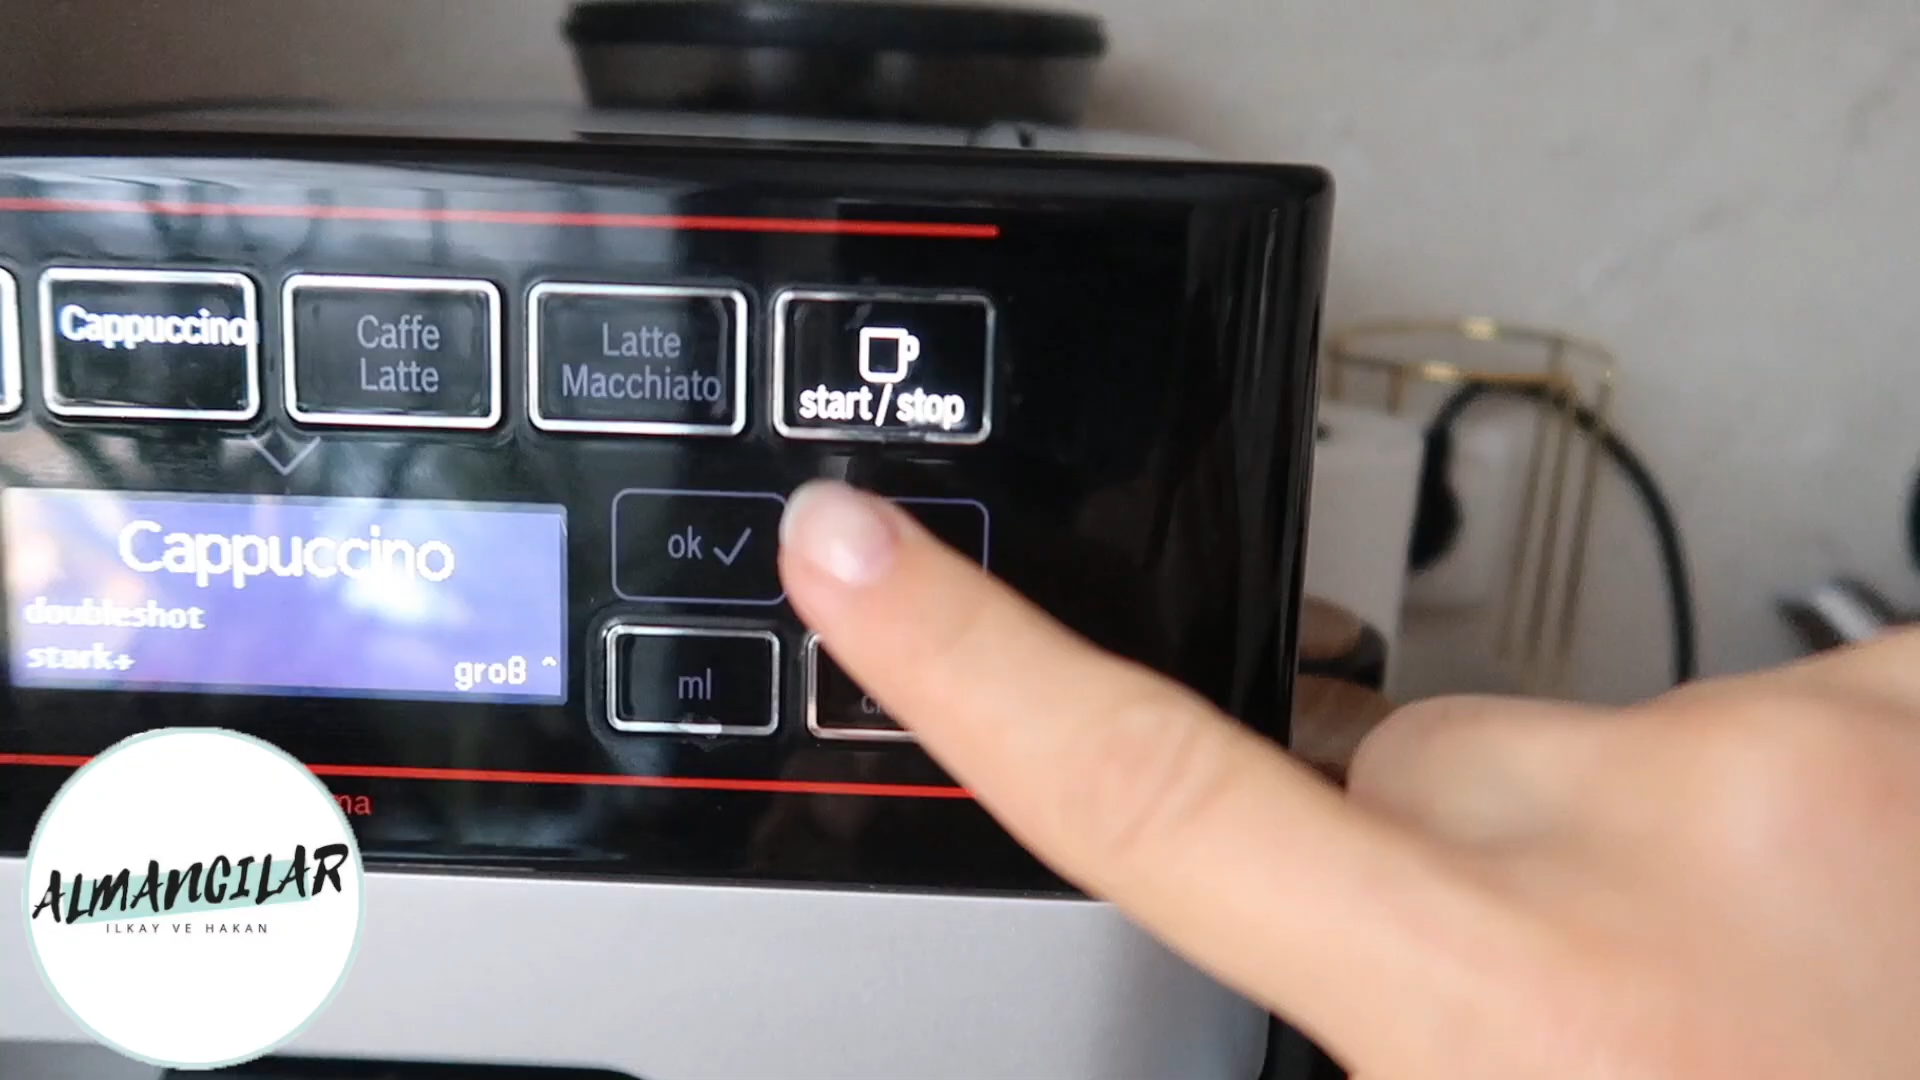 Cappuccino
Caffe
Latte
Latte
Macchiato
start / stop
Cappuccino
doubleshot
stark+
groß ^
ok ✓
ml
ALMANCILAR
ILKAY VE HAKAN